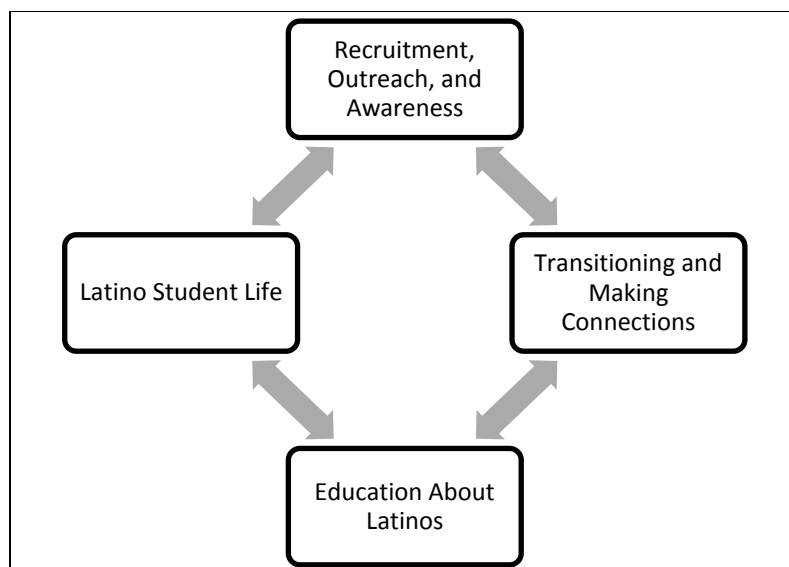 Recruitment,
Outreach, and
Awareness
Latino Student Life
Transitioning and
Making
Connections
Education About
Latinos